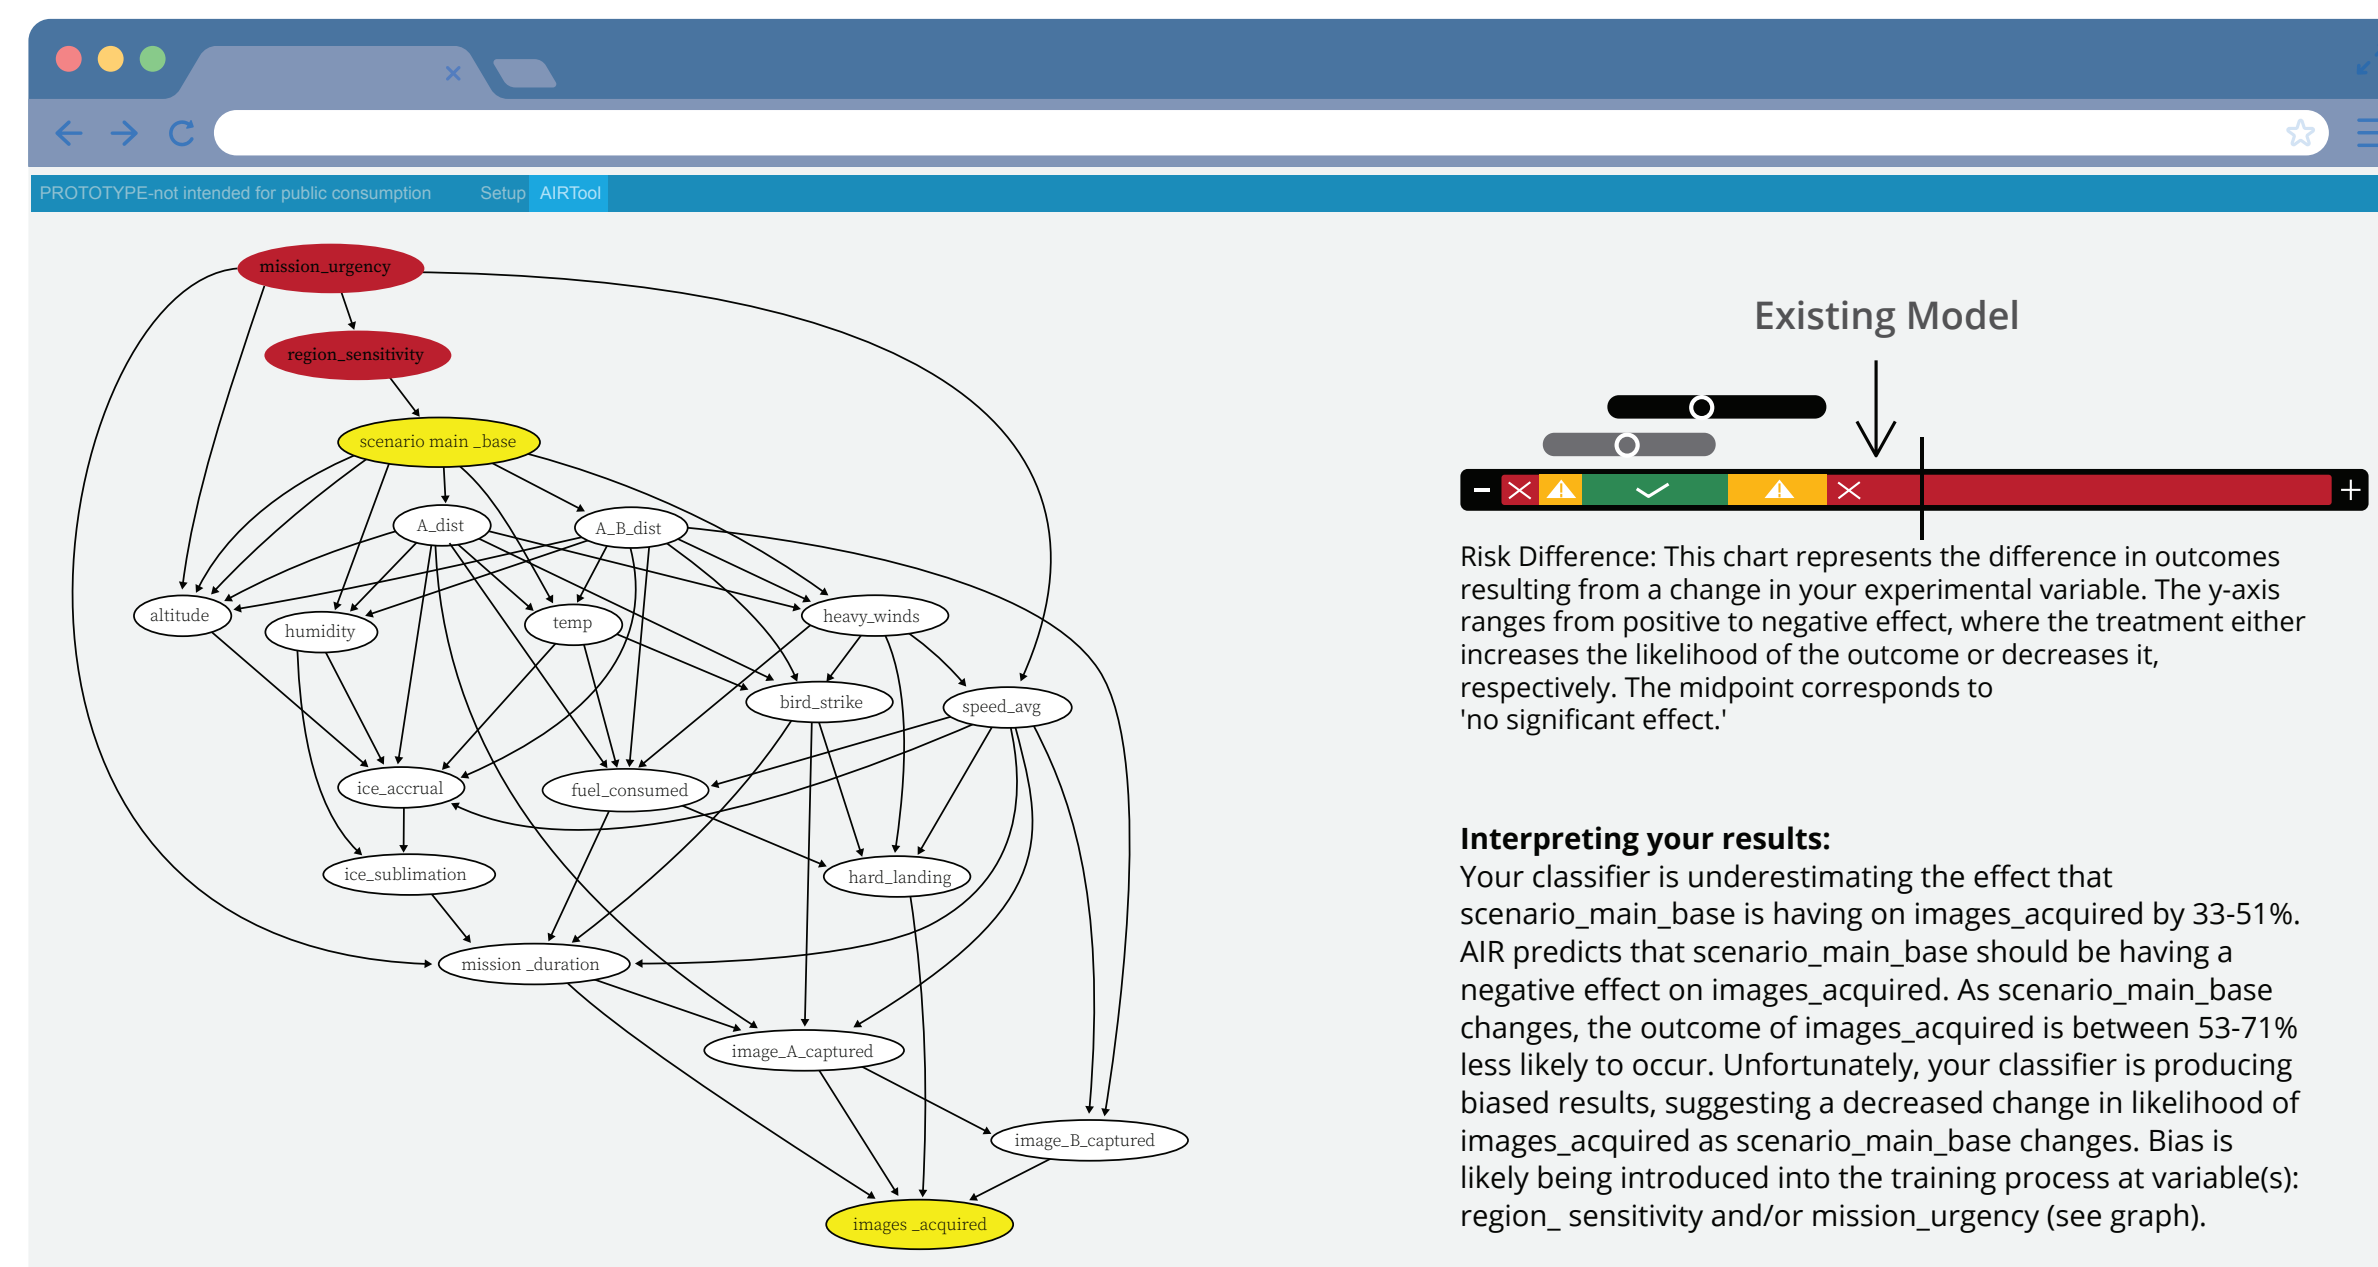 PROTOTYPE-not intended for public consumption Setup AIRTool
mission_urgency
region_sensitivity
scenario main _base
A_dist
A_B_dist
altitude
humidity
temp
heavy_winds
bird_strike
speed_avg
ice_accrual
fuel_consumed
ice_sublimation
hard_landing
mission _duration
image_A_captured
image_B_captured
images _acquired
Existing Model
Risk Difference: This chart represents the difference in outcomes
resulting from a change in your experimental variable. The y-axis
ranges from positive to negative effect, where the treatment either
increases the likelihood of the outcome or decreases it,
respectively. The midpoint corresponds to
'no significant effect.'
Interpreting your results:
Your classifier is underestimating the effect that
scenario_main_base is having on images_acquired by 33-51%.
AIR predicts that scenario_main_base should be having a
negative effect on images_acquired. As scenario_main_base
changes, the outcome of images_acquired is between 53-71%
less likely to occur. Unfortunately, your classifier is producing
biased results, suggesting a decreased change in likelihood of
images_acquired as scenario_main_base changes. Bias is
likely being introduced into the training process at variable(s):
region_ sensitivity and/or mission_urgency (see graph).